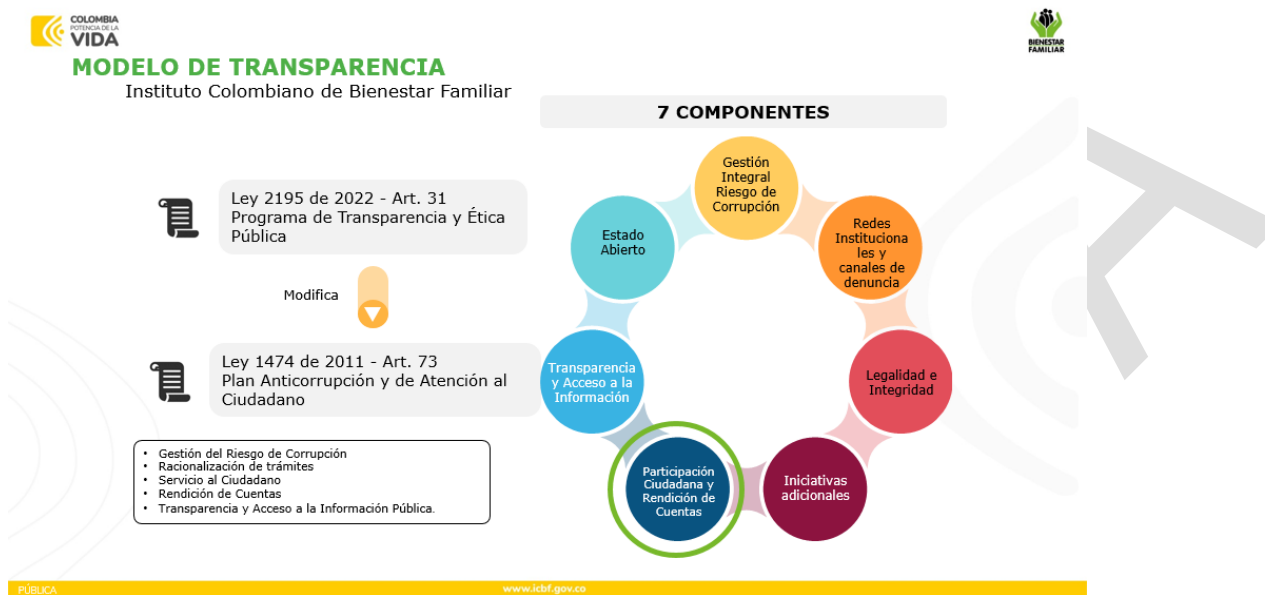 COLOMBIA
POTENCIA DE LA
VIDA
BIENESTAR
FAMILIAR
MODELO DE TRANSPARENCIA
Instituto Colombiano de Bienestar Familiar
7 COMPONENTES
Ley 2195 de 2022 - Art. 31
Programa de Transparencia y Ética
Pública
Modifica
Ley 1474 de 2011 - Art. 73
Plan Anticorrupción y de Atención al
Ciudadano
• Gestión del Riesgo de Corrupción
• Racionalización de trámites
• Servicio al Ciudadano
• Rendición de Cuentas
• Transparencia y Acceso a la Información Pública.
Gestión
Integral
Riesgo de
Corrupción
Redes
Instituciona
les y
canales de
denuncia
Legalidad e
Integridad
Iniciativas
adicionales
Participación
Ciudadana y
Rendición de
Cuentas
Transparencia
y Acceso a la
Información
Estado
Abierto
PÚBLICA
www.icbf.gov.co
T